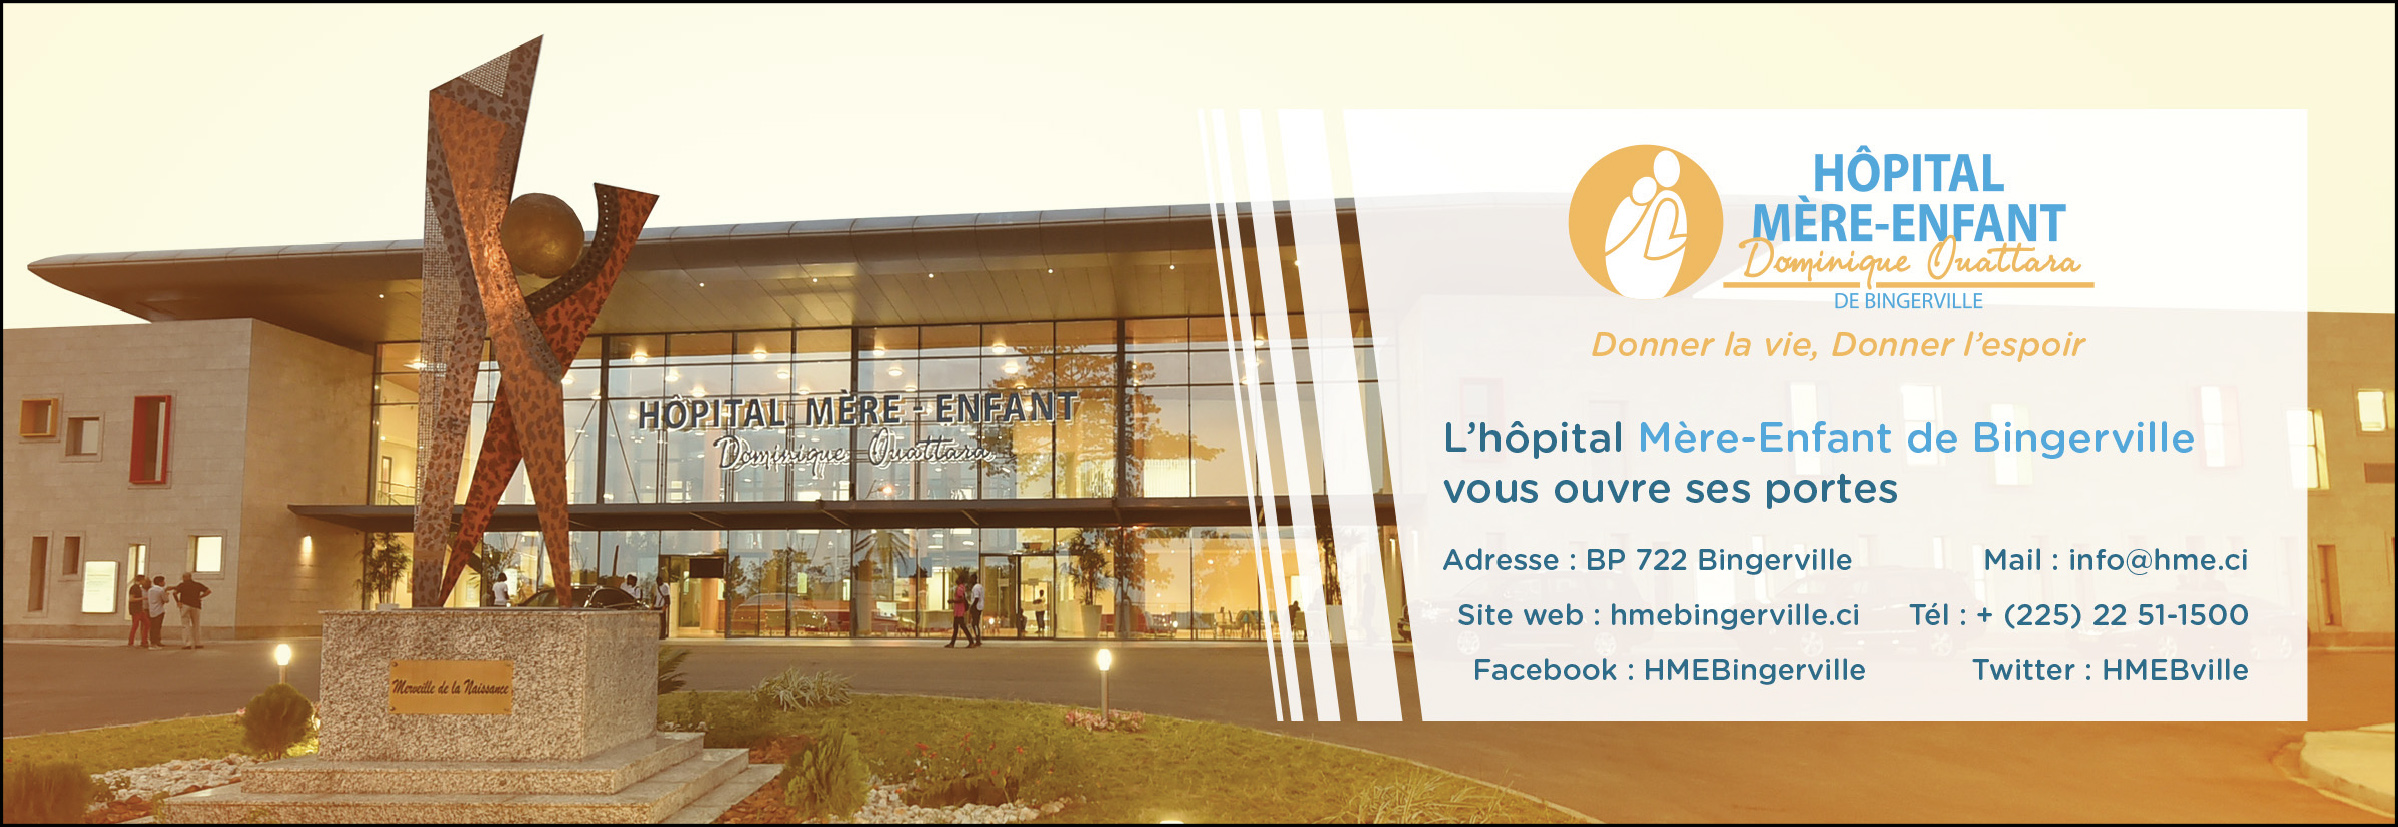 HÔPITAL MÈRE - ENFANT
Dominique Ouattara
Merveille de la Naissance
HÔPITAL
MÈRE-ENFANT
Dominique Ouattara
DE BINGERVILLE
Donner la vie, Donner l'espoir
L'hôpital Mère-Enfant de Bingerville
vous ouvre ses portes
Adresse : BP 722 Bingerville Mail : info@hme.ci
Site web : hmebingerville.ci Tél : + (225) 22 51-1500
Facebook : HMEBingerville Twitter : HMEBville